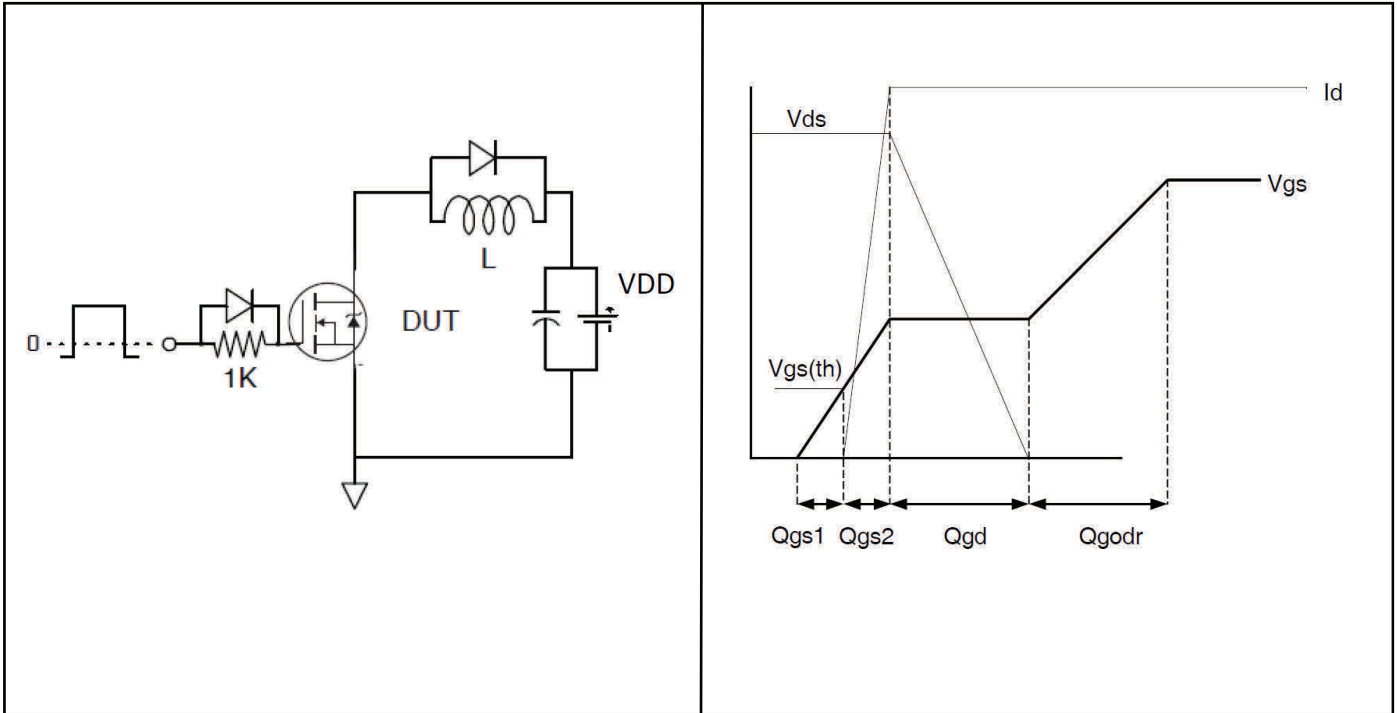 L
VDD
DUT
0
1K
Id
Vds
Vgs
Vgs(th)
Qgs1 Qgs2 Qgd Qgodr